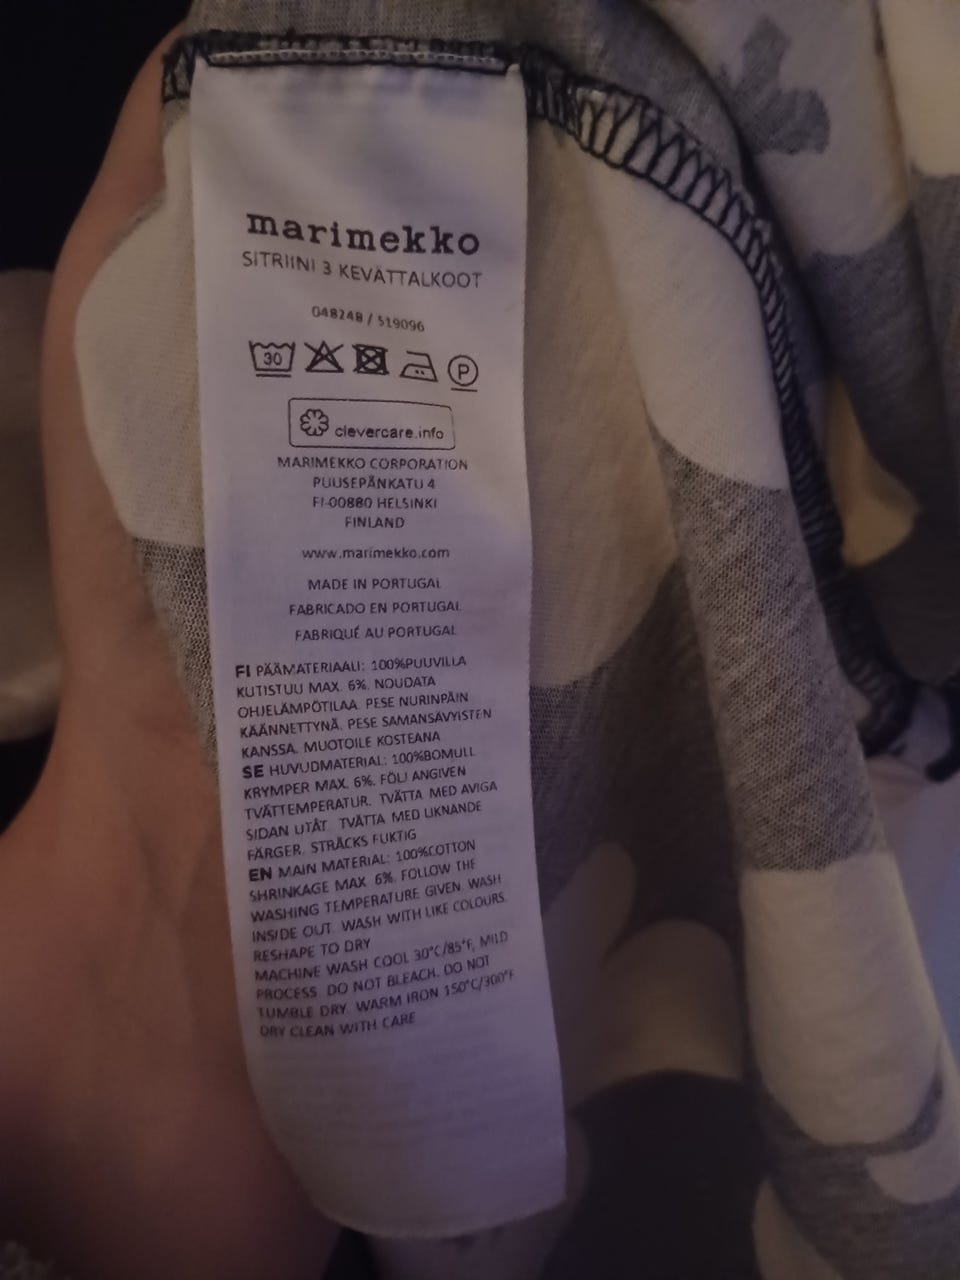 marimekko
SITRIINI 3 KEVÄTTALKOOT
048248 / 519096
30 P
clevercare.info
MARIMEKKO CORPORATION
PUUSEPÄNKATU 4
FI-00880 HELSINKI
FINLAND
www.marimekko.com
MADE IN PORTUGAL
FABRICADO EN PORTUGAL
FABRIQUÉ AU PORTUGAL
FI PÄÄMATERIAALI: 100%PUUVILLA
KUTISTUU MAX. 6%. NOUDATA
OHJELÄMPÖTILAA. PESE NURINPÄIN
KÄÄNNETTYNÄ. PESE SAMANSÄVYISTEN
KANSSA. MUOTOILE KOSTEANA
SE HUVUDMATERIAL: 100%BOMULL
KRYMPER MAX. 6%. FÖLJ ANGIVEN
TVÄTTEMPERATUR. TVÄTTA MED AVIGA
SIDAN UTÅT. TVÄTTA MED LIKNANDE
FÄRGER. STRÄCKS FUKTIG
EN MAIN MATERIAL: 100%COTTON
SHRINKAGE MAX 6%. FOLLOW THE
WASHING TEMPERATURE GIVEN. WASH
INSIDE OUT. WASH WITH LIKE COLOURS.
RESHAPE TO DRY
MACHINE WASH COOL 30°C/85°F, MILD
PROCESS DO NOT BLEACH. DO NOT
TUMBLE DRY. WARM IRON 150°C/300°F
DRY CLEAN WITH CARE